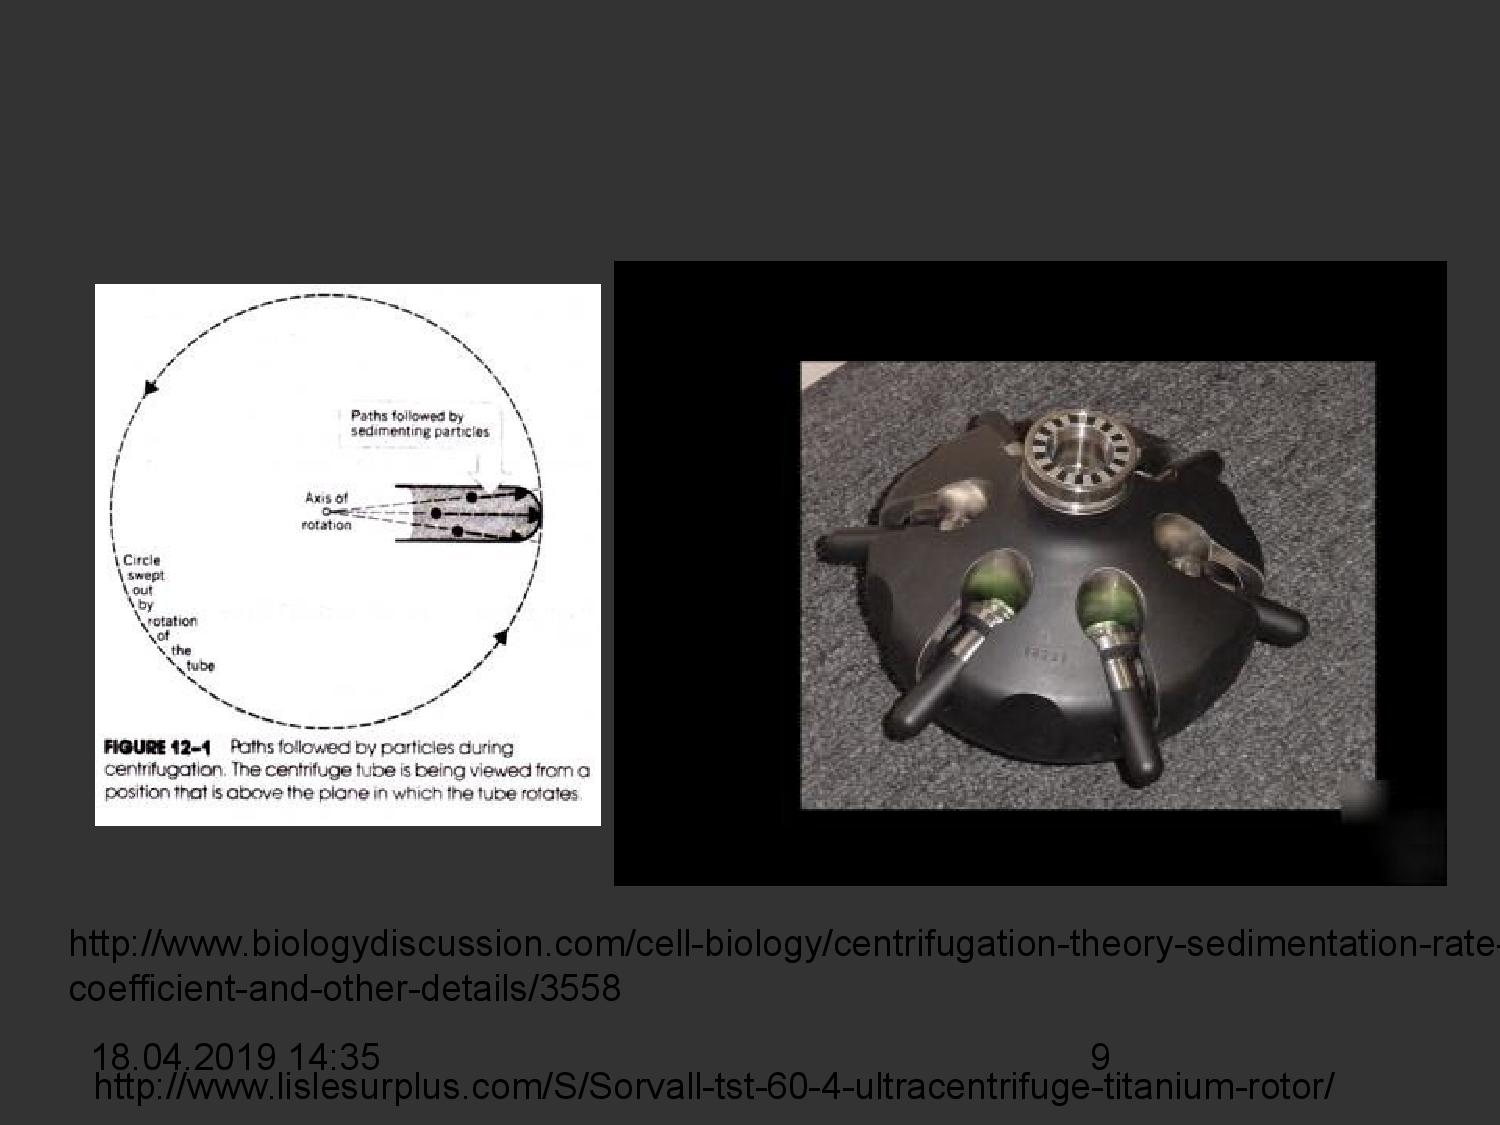 Paths followed by
sedimenting particles
Axis of
rotation
Circle
swept
out
by
rotation
of
the
tube
FIGURE 12–1 Paths followed by particles during
centrifugation. The centrifuge tube is being viewed from a
position that is above the plane in which the tube rotates.
http://www.biologydiscussion.com/cell-biology/centrifugation-theory-sedimentation-rate-
coefficient-and-other-details/3558
18.04.2019 14:35
9
http://www.lislesurplus.com/S/Sorvall-tst-60-4-ultracentrifuge-titanium-rotor/